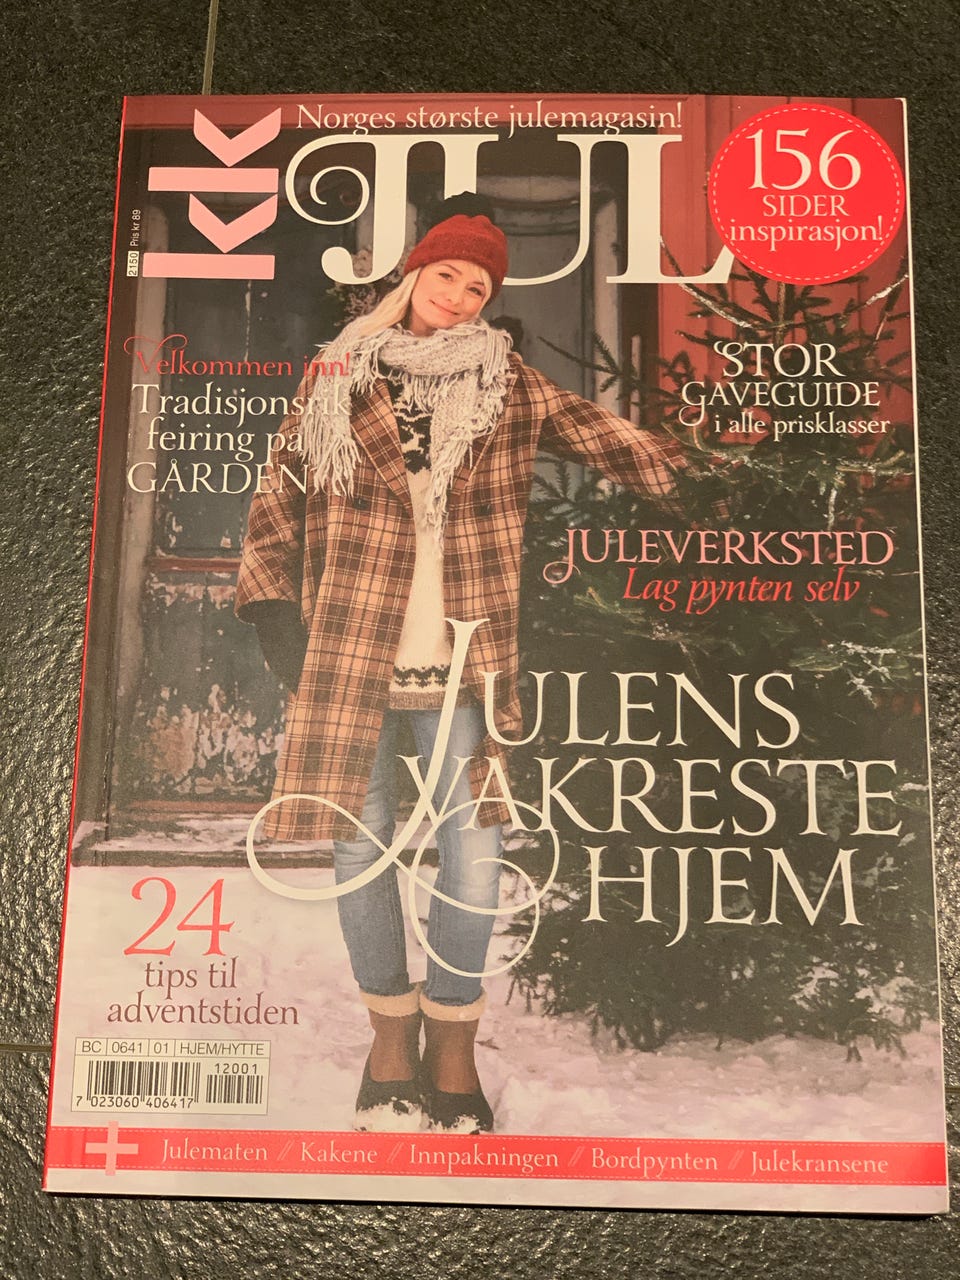 Norges største julemagasin!
KK
JUL
156
SIDER
inspirasjon!
2150 Pris kr 89
Velkommen inn!
Tradisjonsrik
feiring på
GÅRDEN
STOR
GAVEGUIDE
i alle prisklasser
JULEVERKSTED
Lag pynten selv
JULENS
VAKRESTE
HJEM
24
tips til
adventstiden
BC 0641 01 HJEM/HYTTE
12001
7 023060 406417
+ Julematen // Kakene // Innpakningen // Bordpynten // Julekransene